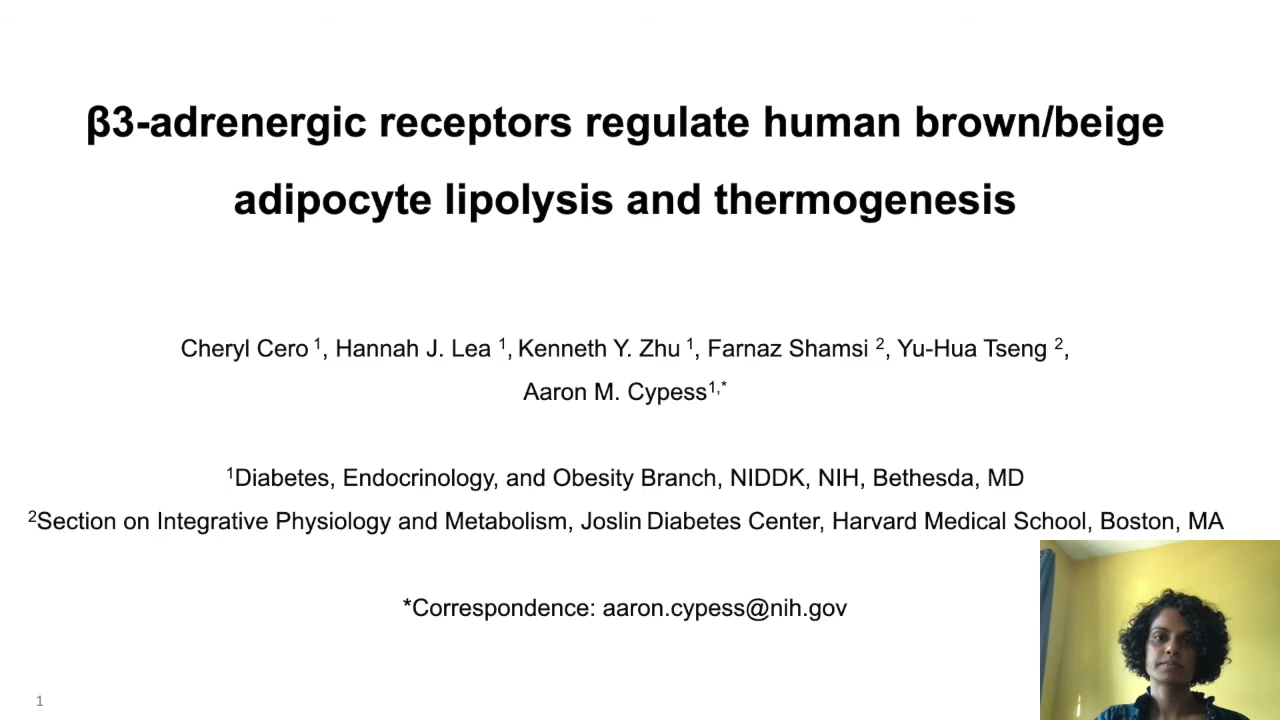 β3-adrenergic receptors regulate human brown/beige
adipocyte lipolysis and thermogenesis
Cheryl Cero ¹, Hannah J. Lea ¹, Kenneth Y. Zhu ¹, Farnaz Shamsi ², Yu-Hua Tseng ²,
Aaron M. Cypess¹,*
¹Diabetes, Endocrinology, and Obesity Branch, NIDDK, NIH, Bethesda, MD
²Section on Integrative Physiology and Metabolism, Joslin Diabetes Center, Harvard Medical School, Boston, MA
*Correspondence: aaron.cypess@nih.gov
1